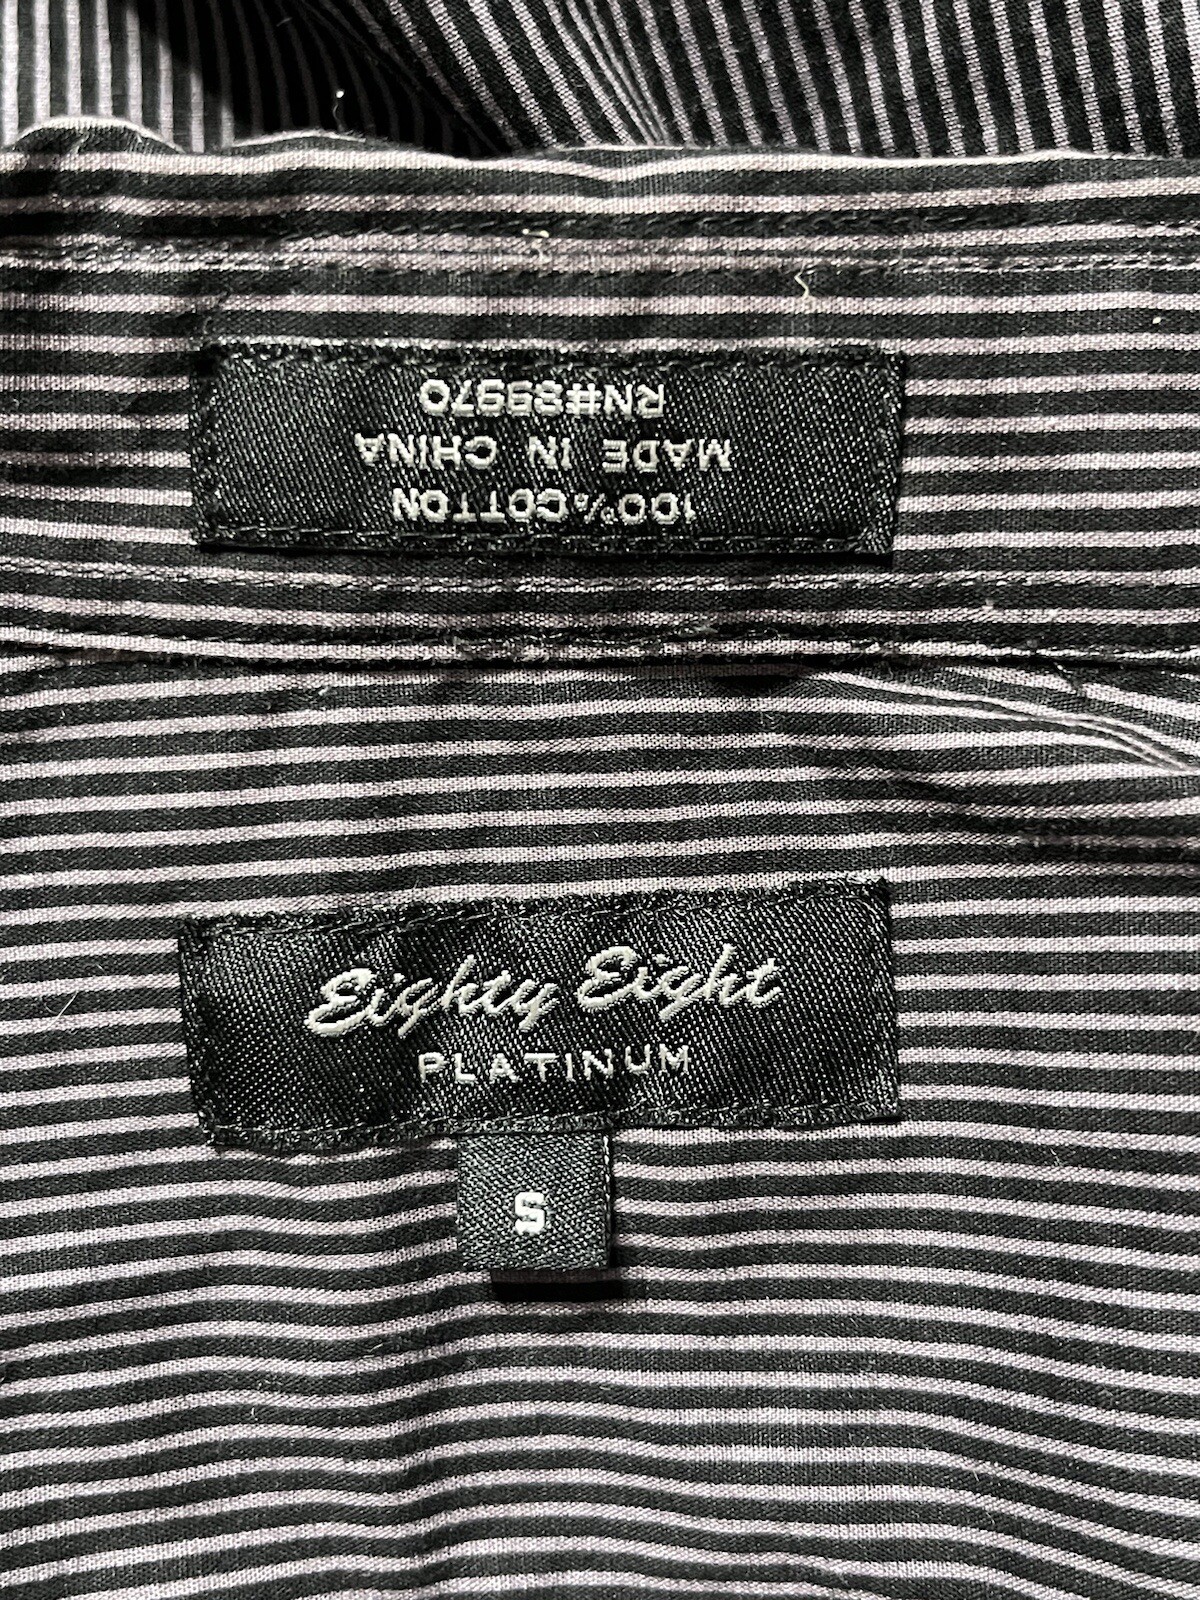 100%COTTON
MADE IN CHINA
RN#89970
Eighty Eight
PLATINUM
S